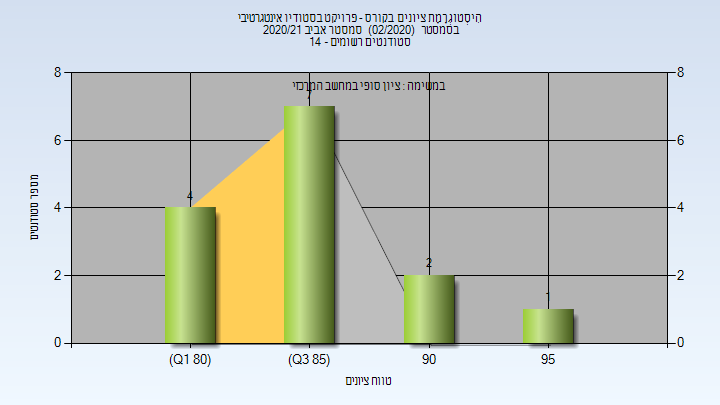 היסטוגרמת ציונים בקורס - פרויקט בסטודיו אינטגרטיבי
בסמסטר (02/2020) סמסטר אביב 2020/21
סטודנטים רשומים - 14
במשימה : ציון סופי במחשב המרכזי
8 8
7
6 6
מספר סטודנטים
4
4 4
2
2 2
1
0 0
(Q1 80) (Q3 85) 90 95
טווח ציונים